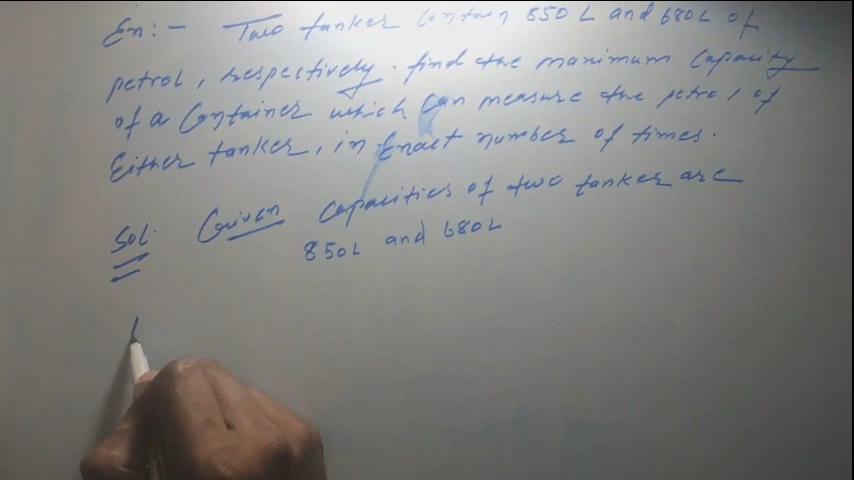 Ex:- Two tanker contain 850 L and 680 L of
petrol, respectively. find the maximum capacity
of a container which can measure the petrol of
Either tanker, in Exact number of times.
Sol. Given Capacities of two tanker are
850L and 680L